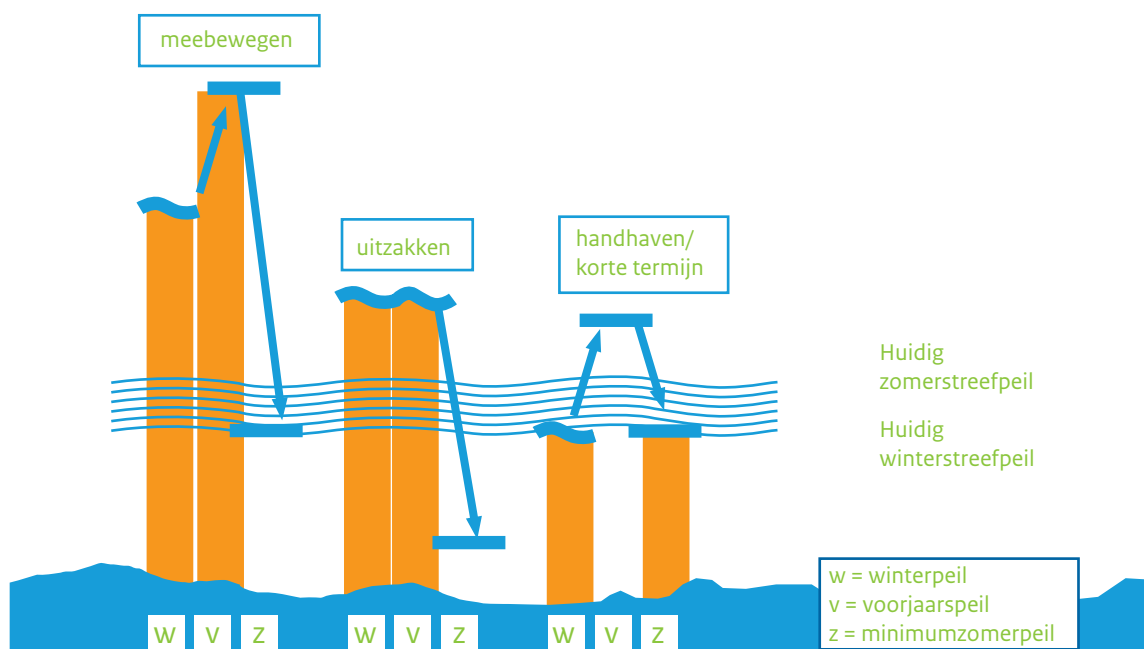 meebewegen
uitzakken
handhaven/
korte termijn
Huidig
zomerstreefpeil
Huidig
winterstreefpeil
w = winterpeil
v = voorjaarspeil
z = minimumzomerpeil
w v z w v z w v z